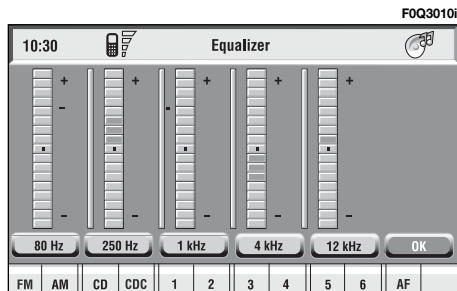 F0Q3010i
10:30 Equalizer
+ + + + +
-
-
- - - - -
80 Hz 250 Hz 1 kHz 4 kHz 12 kHz OK
FM AM CD CDC 1 2 3 4 5 6 AF